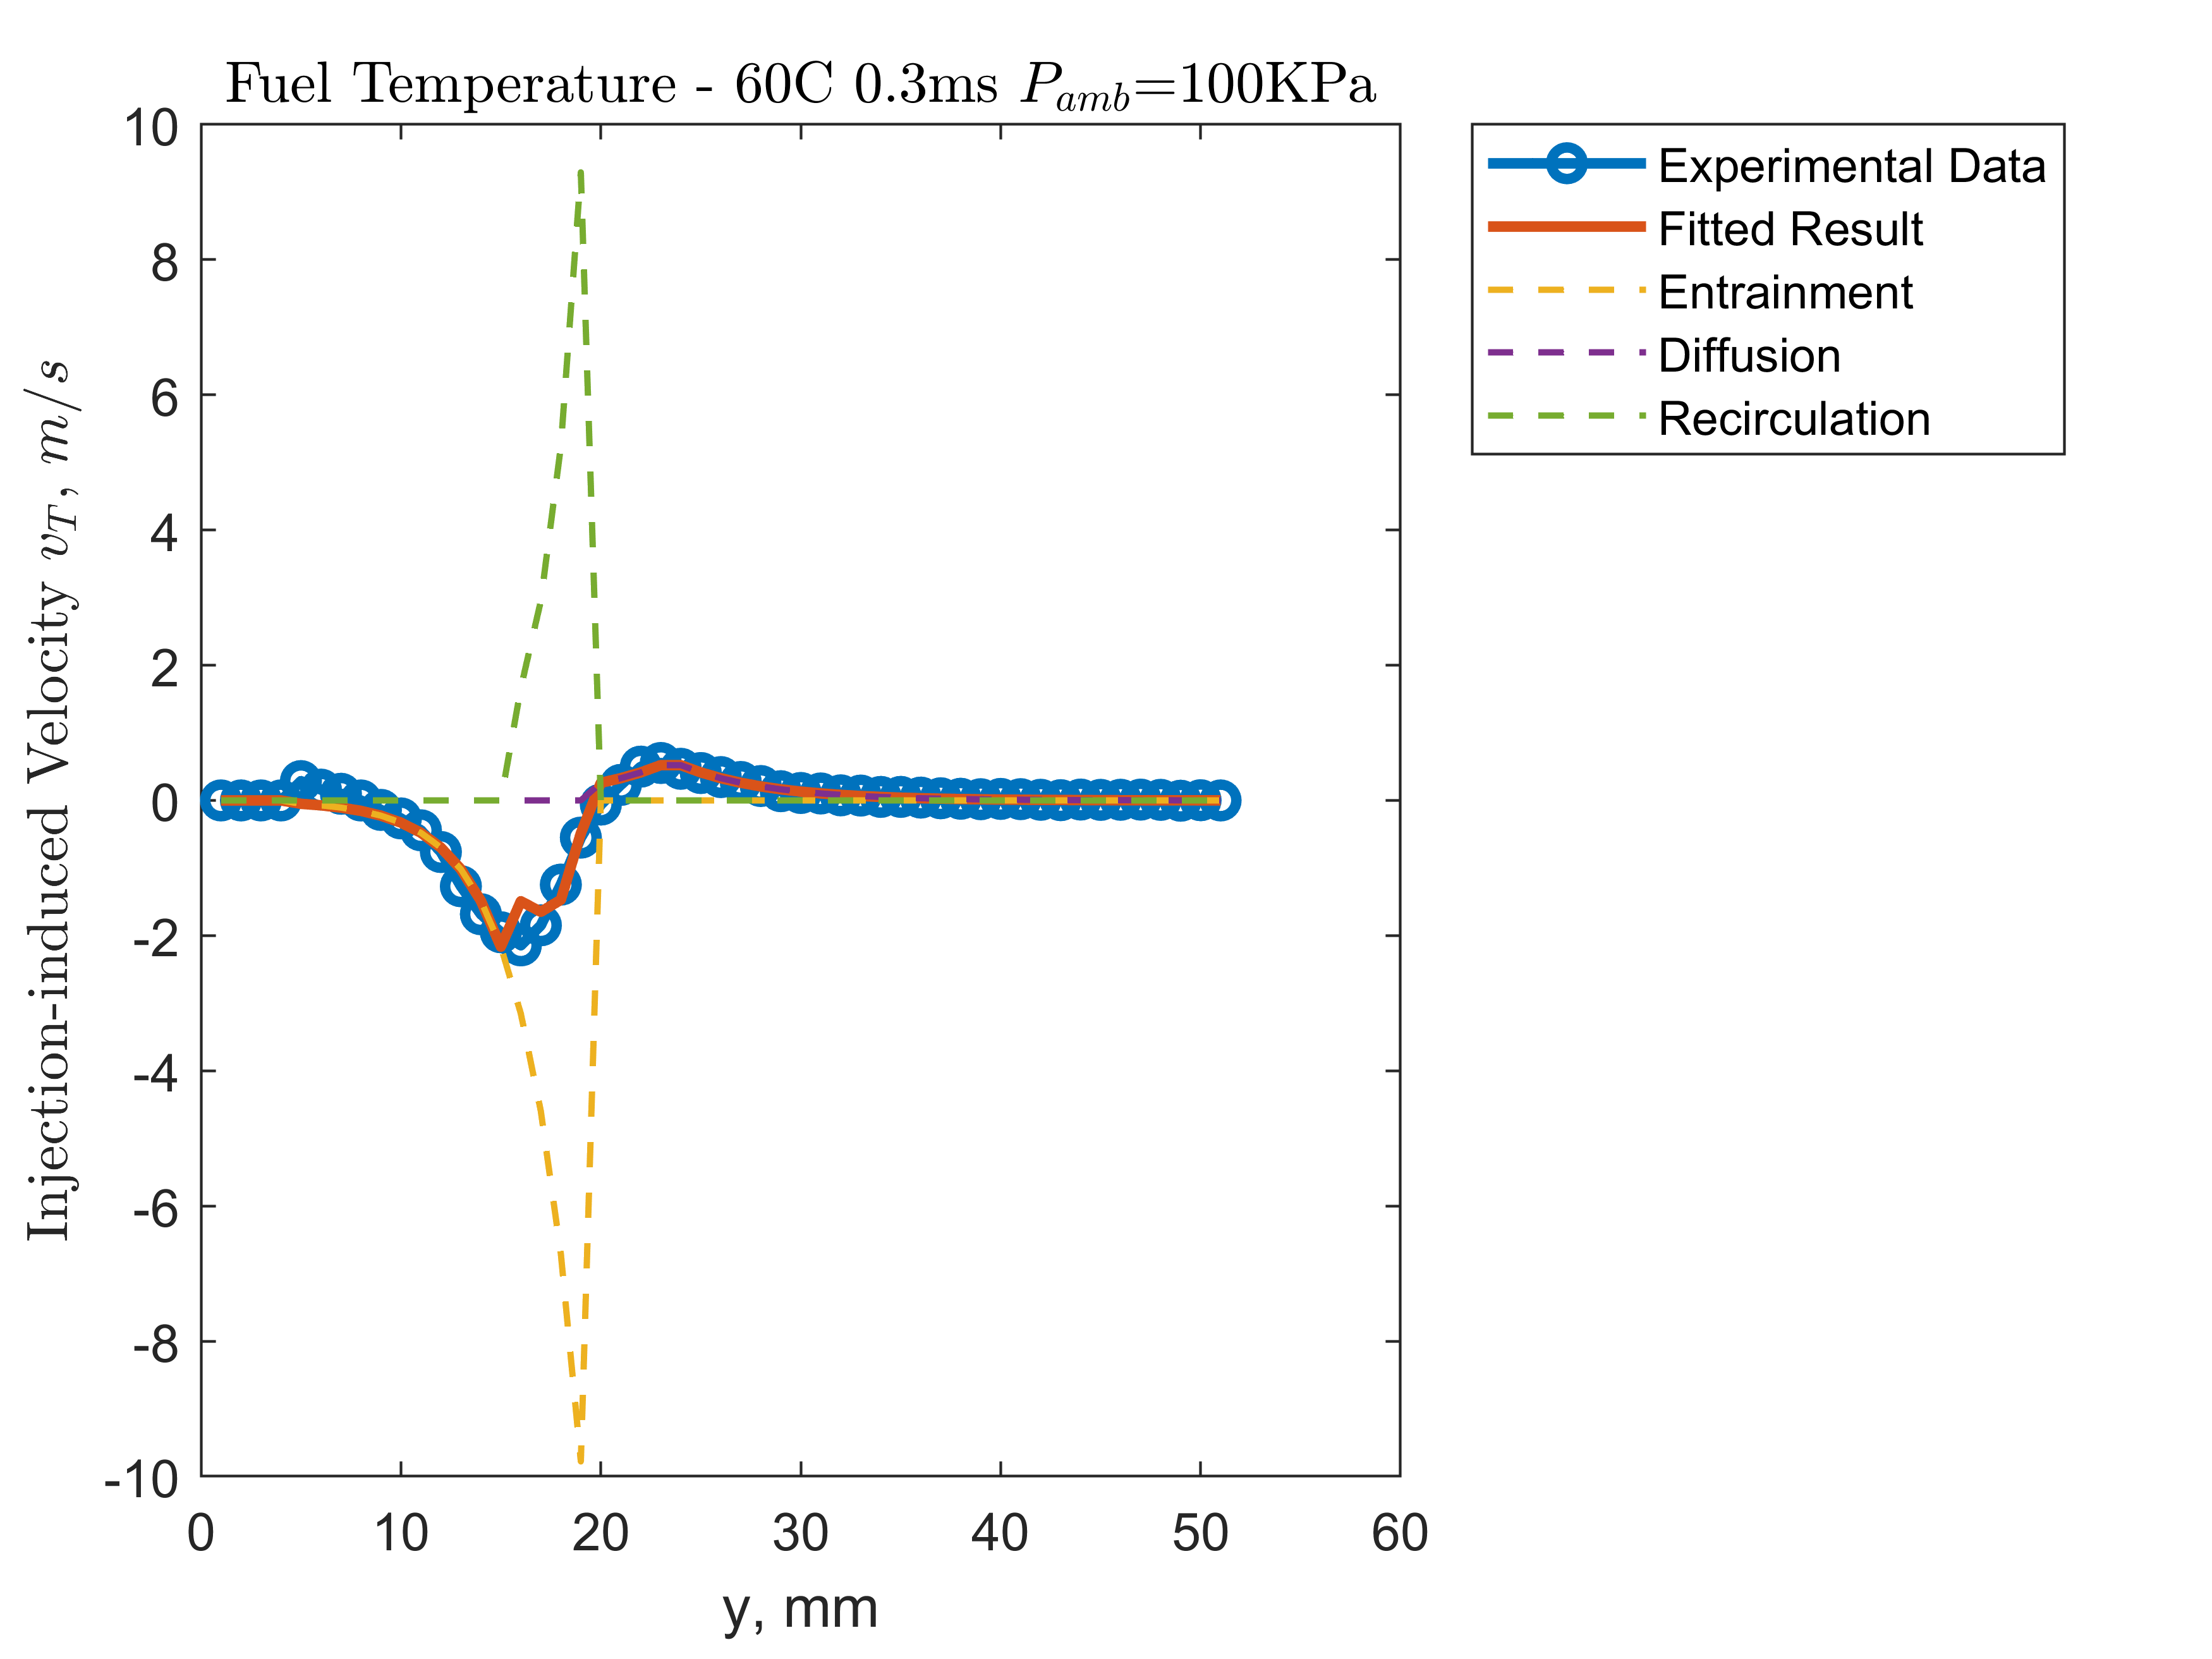 Fuel Temperature - 60C 0.3ms P_amb=100KPa
Experimental Data
Fitted Result
Entrainment
Diffusion
Recirculation
Injection-induced Velocity v_T, m/s
10
8
6
4
2
0
-2
-4
-6
-8
-10
0 10 20 30 40 50 60
y, mm